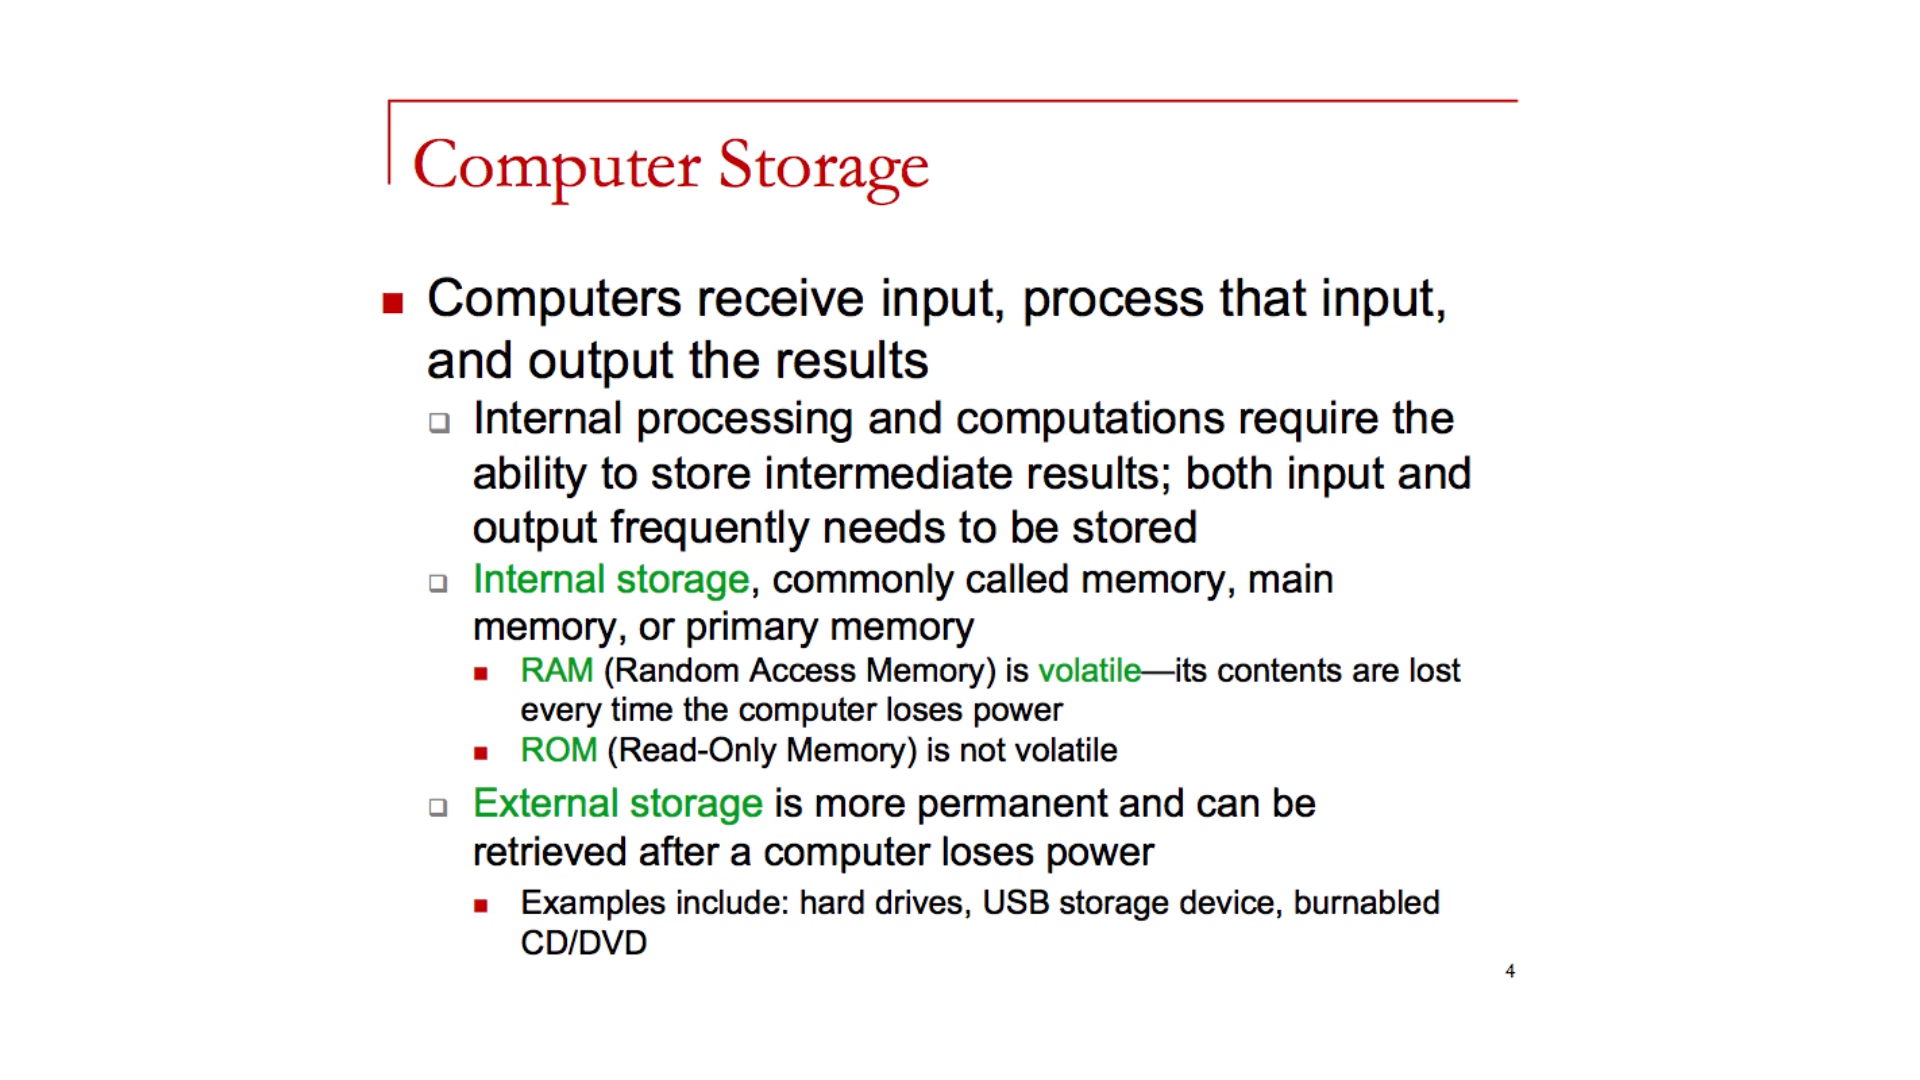 Computer Storage
Computers receive input, process that input,
and output the results
Internal processing and computations require the
ability to store intermediate results; both input and
output frequently needs to be stored
Internal storage, commonly called memory, main
memory, or primary memory
RAM (Random Access Memory) is volatile—its contents are lost
every time the computer loses power
ROM (Read-Only Memory) is not volatile
External storage is more permanent and can be
retrieved after a computer loses power
Examples include: hard drives, USB storage device, burnabled
CD/DVD
4